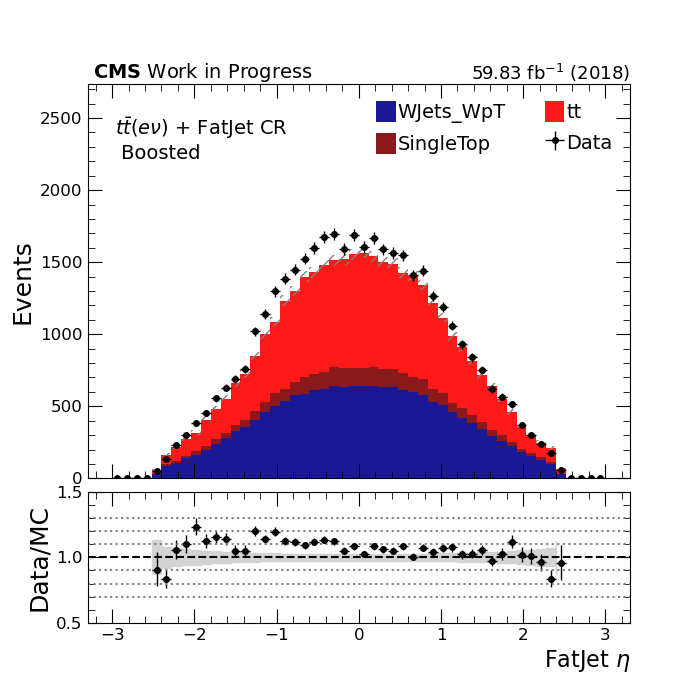 CMS Work in Progress 59.83 fb⁻¹ (2018)
tt̄(eν) + FatJet CR
Boosted
WJets_WpT tt
SingleTop Data
Events
2500
2000
1500
1000
500
0
Data/MC
1.5
1.0
0.5
−3 −2 −1 0 1 2 3
FatJet η